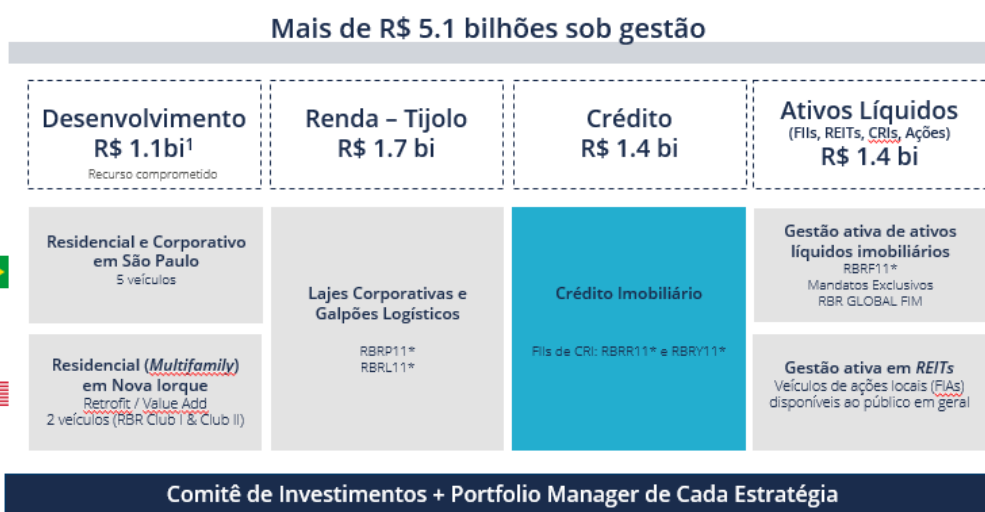 Mais de R$ 5.1 bilhões sob gestão
Desenvolvimento
R$ 1.1bi¹
Recurso comprometido
Renda – Tijolo
R$ 1.7 bi
Crédito
R$ 1.4 bi
Ativos Líquidos
(FIIs, REITs, CRIs, Ações)
R$ 1.4 bi
Residencial e Corporativo
em São Paulo
5 veículos
Residencial (Multifamily)
em Nova Iorque
Retrofit / Value Add
2 veículos (RBR Club I & Club II)
Lajes Corporativas e
Galpões Logísticos
RBRP11*
RBRL11*
Crédito Imobiliário
FIIs de CRI: RBRR11* e RBRY11*
Gestão ativa de ativos
líquidos imobiliários
RBRF11*
Mandatos Exclusivos
RBR GLOBAL FIM
Gestão ativa em REITs
Veículos de ações locais (FIAs)
disponíveis ao público em geral
Comitê de Investimentos + Portfolio Manager de Cada Estratégia